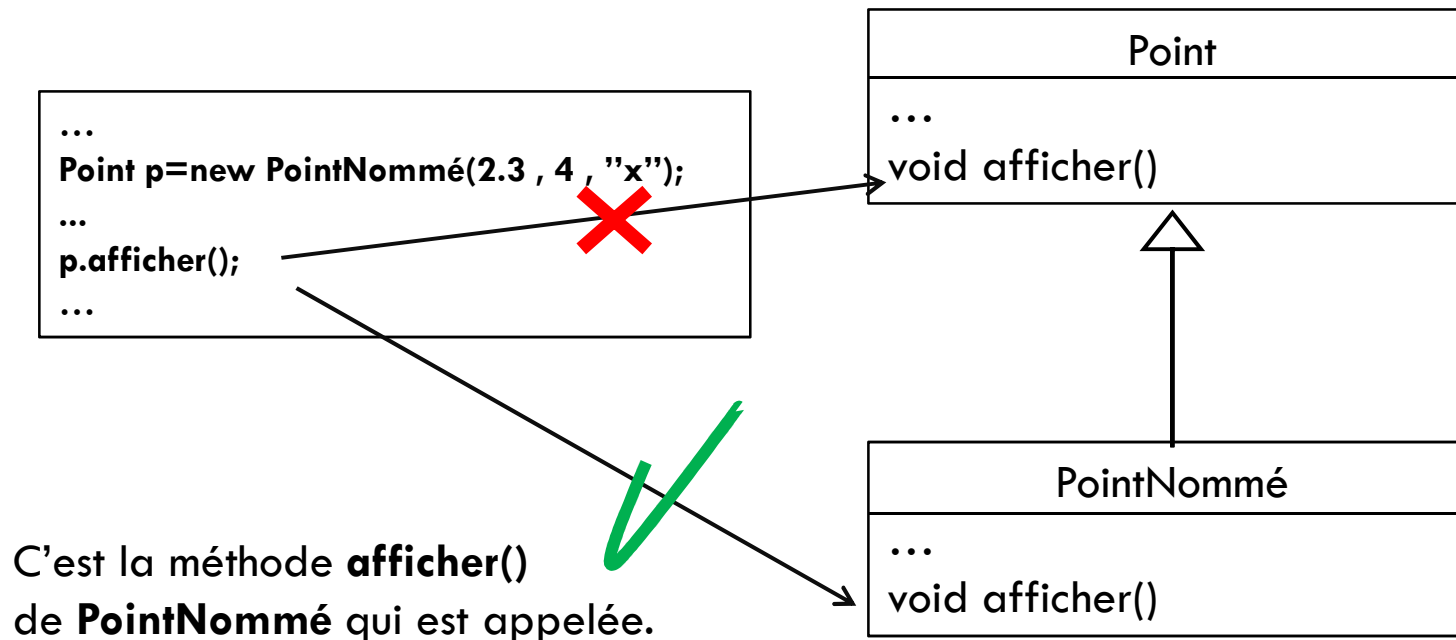 …
Point p=new PointNommé(2.3 , 4 , ’’x’’);
...
p.afficher();
…
Point
…
void afficher()
PointNommé
…
void afficher()
C’est la méthode afficher()
de PointNommé qui est appelée.